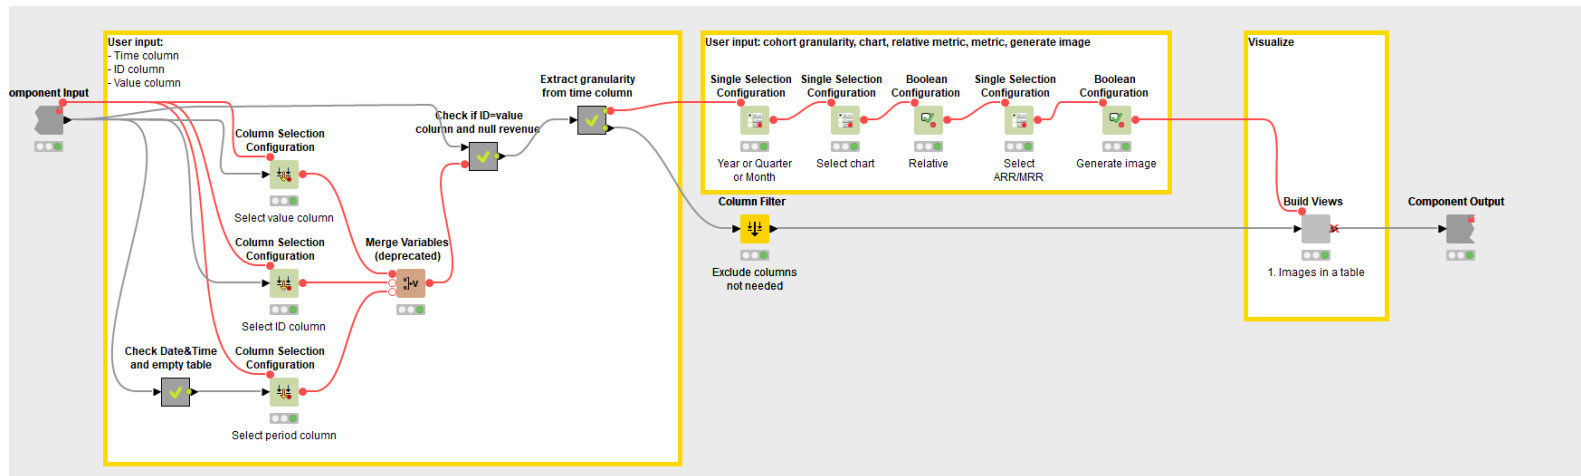 User input:
- Time column
- ID column
- Value column
omponent Input
Column Selection
Configuration
Select value column
Column Selection
Configuration
Select ID column
Check Date&Time
and empty table
Column Selection
Configuration
Select period column
Merge Variables
(deprecated)
V
Check if ID=value
column and null revenue
Extract granularity
from time column
User input: cohort granularity, chart, relative metric, metric, generate image
Single Selection
Configuration
Year or Quarter
or Month
Single Selection
Configuration
Select chart
Boolean
Configuration
Relative
Single Selection
Configuration
Select
ARR/MRR
Boolean
Configuration
Generate image
Column Filter
Exclude columns
not needed
Visualize
Build Views
1. Images in a table
Component Output